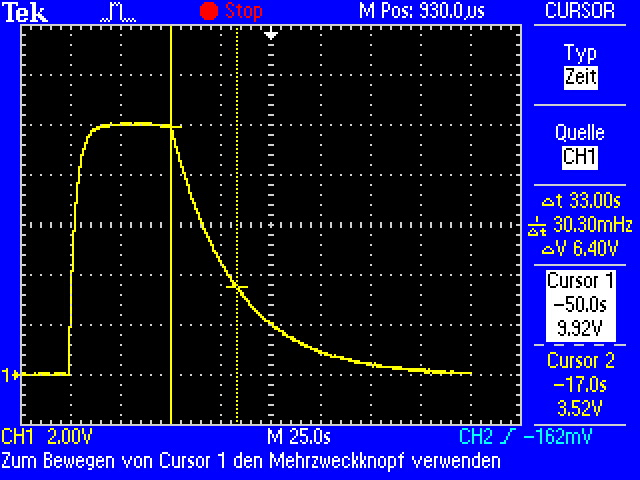 Tek Stop M Pos: 930.0µs CURSOR
Typ
Zeit
Quelle
CH1
Δt 33.00s
1/Δt 30.30mHz
ΔV 6.40V
Cursor 1
-50.0s
9.92V
Cursor 2
-17.0s
3.52V
1
CH1 2.00V M 25.0s CH2 -162mV
Zum Bewegen von Cursor 1 den Mehrzweckknopf verwenden